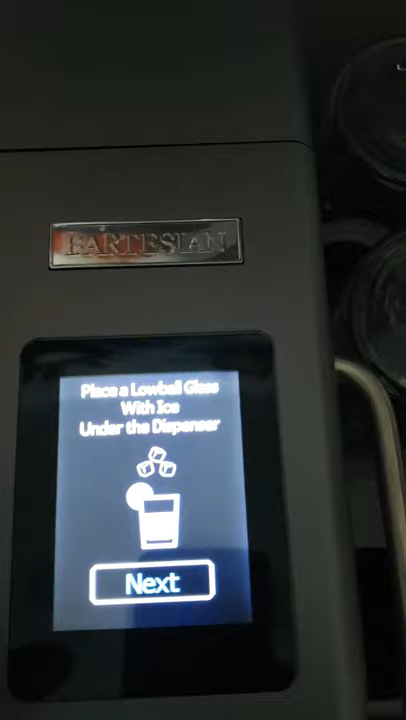 BARTESIAN
Place a Lowball Glass
With Ice
Under the Dispenser
Next